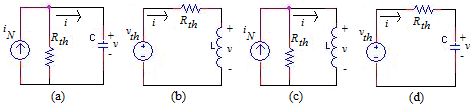 i i R_th i i
i_N R_th C + v - v_th L + v - i_N R_th L + v - v_th R_th C + v -
(a) (b) (c) (d)